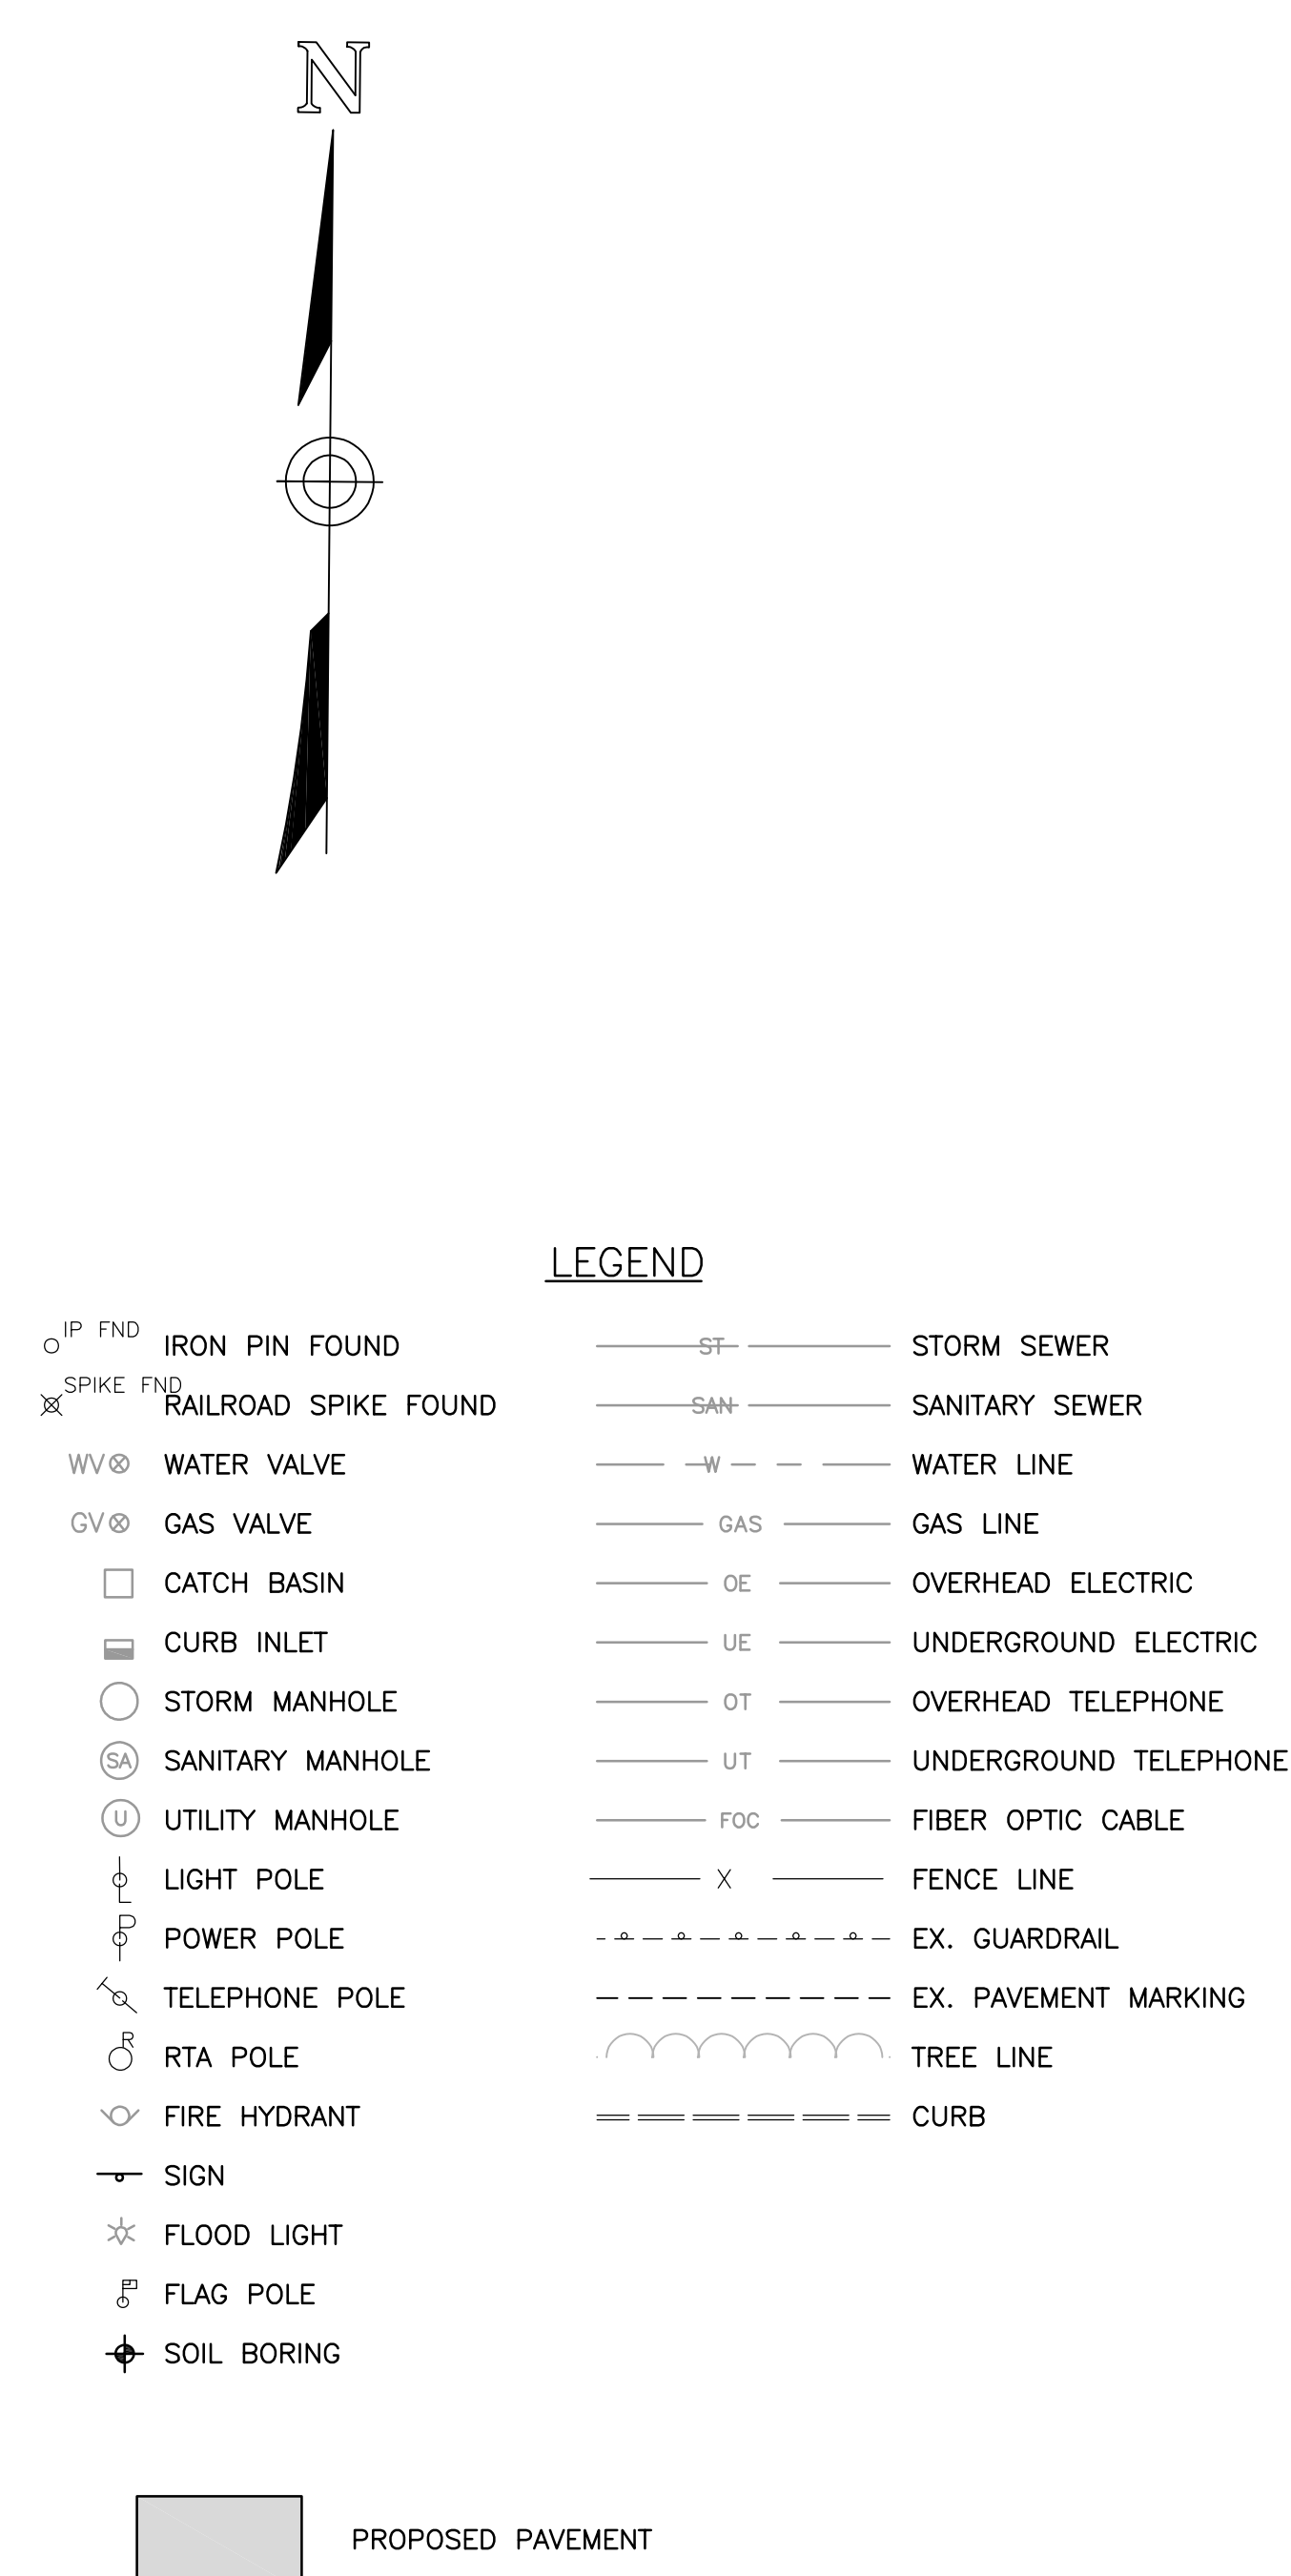 N
LEGEND
IP FND IRON PIN FOUND
SPIKE FND RAILROAD SPIKE FOUND
WV WATER VALVE
GV GAS VALVE
CATCH BASIN
CURB INLET
STORM MANHOLE
SA SANITARY MANHOLE
U UTILITY MANHOLE
L LIGHT POLE
P POWER POLE
T TELEPHONE POLE
R RTA POLE
FIRE HYDRANT
SIGN
FLOOD LIGHT
FLAG POLE
SOIL BORING
ST STORM SEWER
SAN SANITARY SEWER
W WATER LINE
GAS GAS LINE
OE OVERHEAD ELECTRIC
UE UNDERGROUND ELECTRIC
OT OVERHEAD TELEPHONE
UT UNDERGROUND TELEPHONE
FOC FIBER OPTIC CABLE
X FENCE LINE
EX. GUARDRAIL
EX. PAVEMENT MARKING
TREE LINE
CURB
PROPOSED PAVEMENT